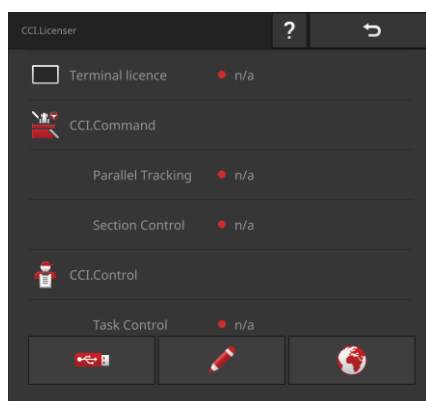 CCI.Licenser ?
Terminal licence n/a
CCI.Command
Parallel Tracking n/a
Section Control n/a
CCI.Control
Task Control n/a